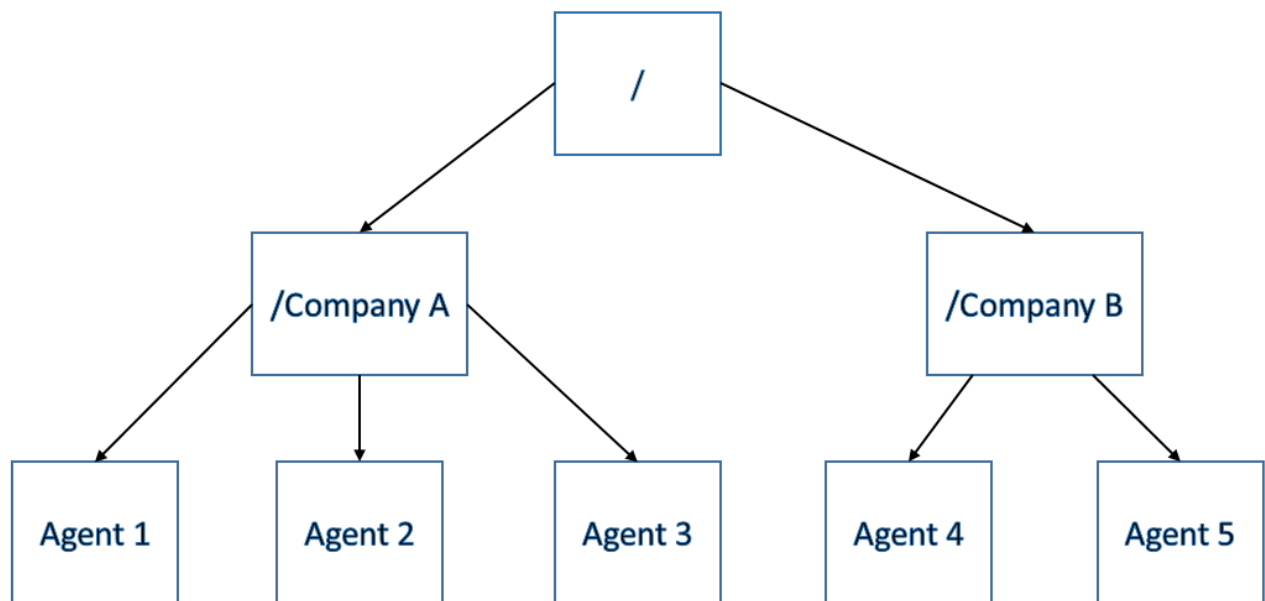 /
/Company A
/Company B
Agent 1
Agent 2
Agent 3
Agent 4
Agent 5